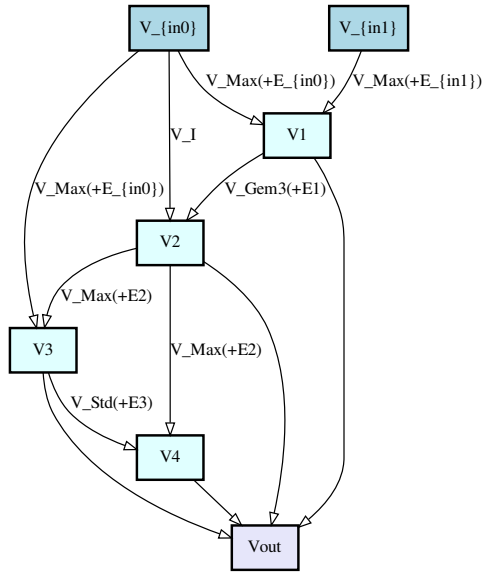 V_{in0}
V_{in1}
V_Max(+E_{in0})
V_Max(+E_{in1})
V_I
V1
V_Max(+E_{in0})
V_Gem3(+E1)
V2
V_Max(+E2)
V3
V_Max(+E2)
V_Std(+E3)
V4
Vout